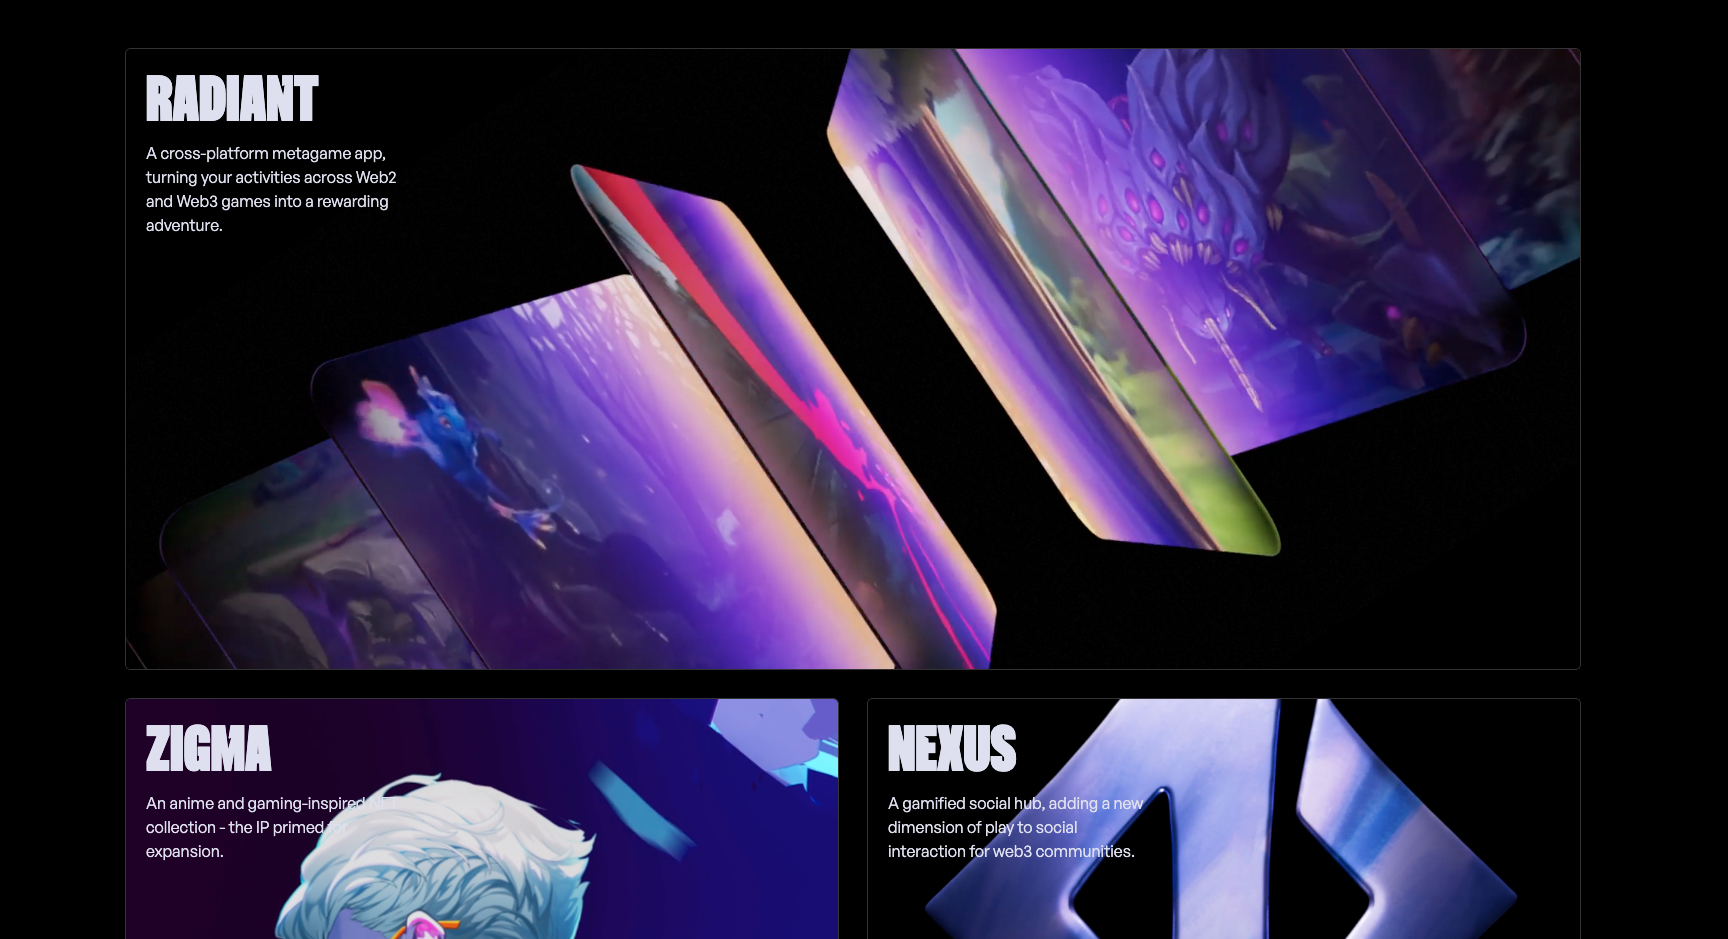 RADIANT
A cross-platform metagame app,
turning your activities across Web2
and Web3 games into a rewarding
adventure.
ZIGMA
An anime and gaming-inspired NFT
collection - the IP primed for
expansion.
NEXUS
A gamified social hub, adding a new
dimension of play to social
interaction for web3 communities.